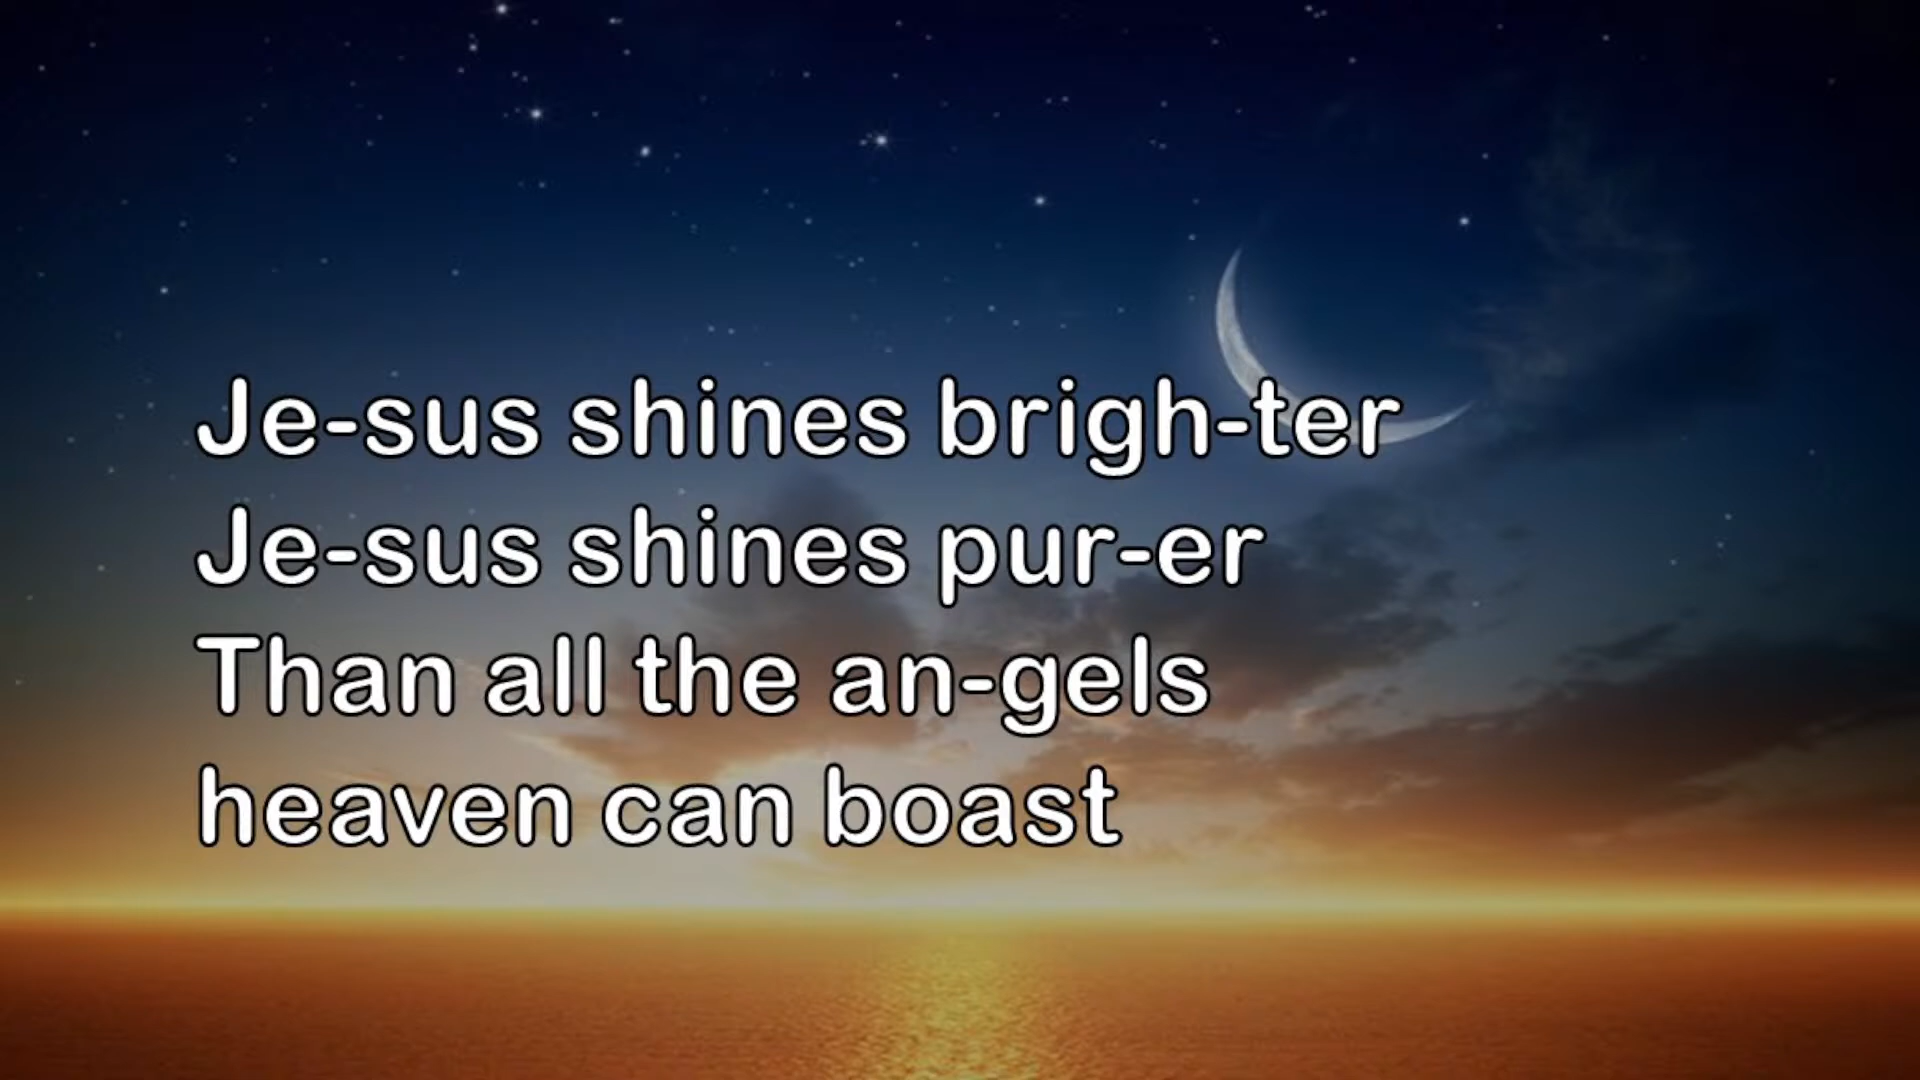 Je-sus shines brigh-ter
Je-sus shines pur-er
Than all the an-gels
heaven can boast